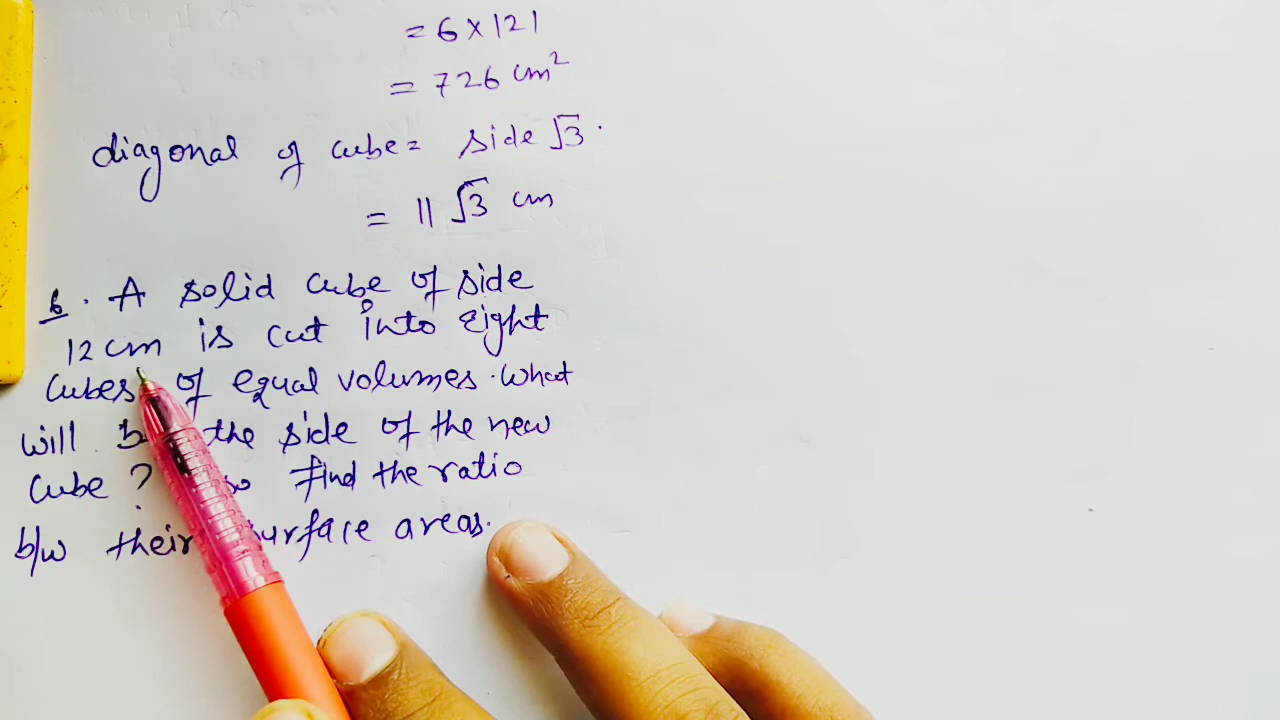 = 6 × 121
= 726 cm²
diagonal of cube = side √3.
= 11 √3 cm
6. A solid cube of side
12 cm is cut into eight
cubes of equal volumes. What
will the side of the new
cube? find the ratio
b/w their surface areas.